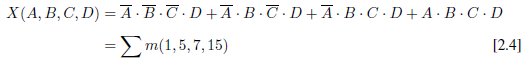 X(A, B, C, D) = A̅ · B̅ · C̅ · D + A̅ · B · C̅ · D + A̅ · B · C · D + A · B · C · D
= ∑ m(1, 5, 7, 15) [2.4]